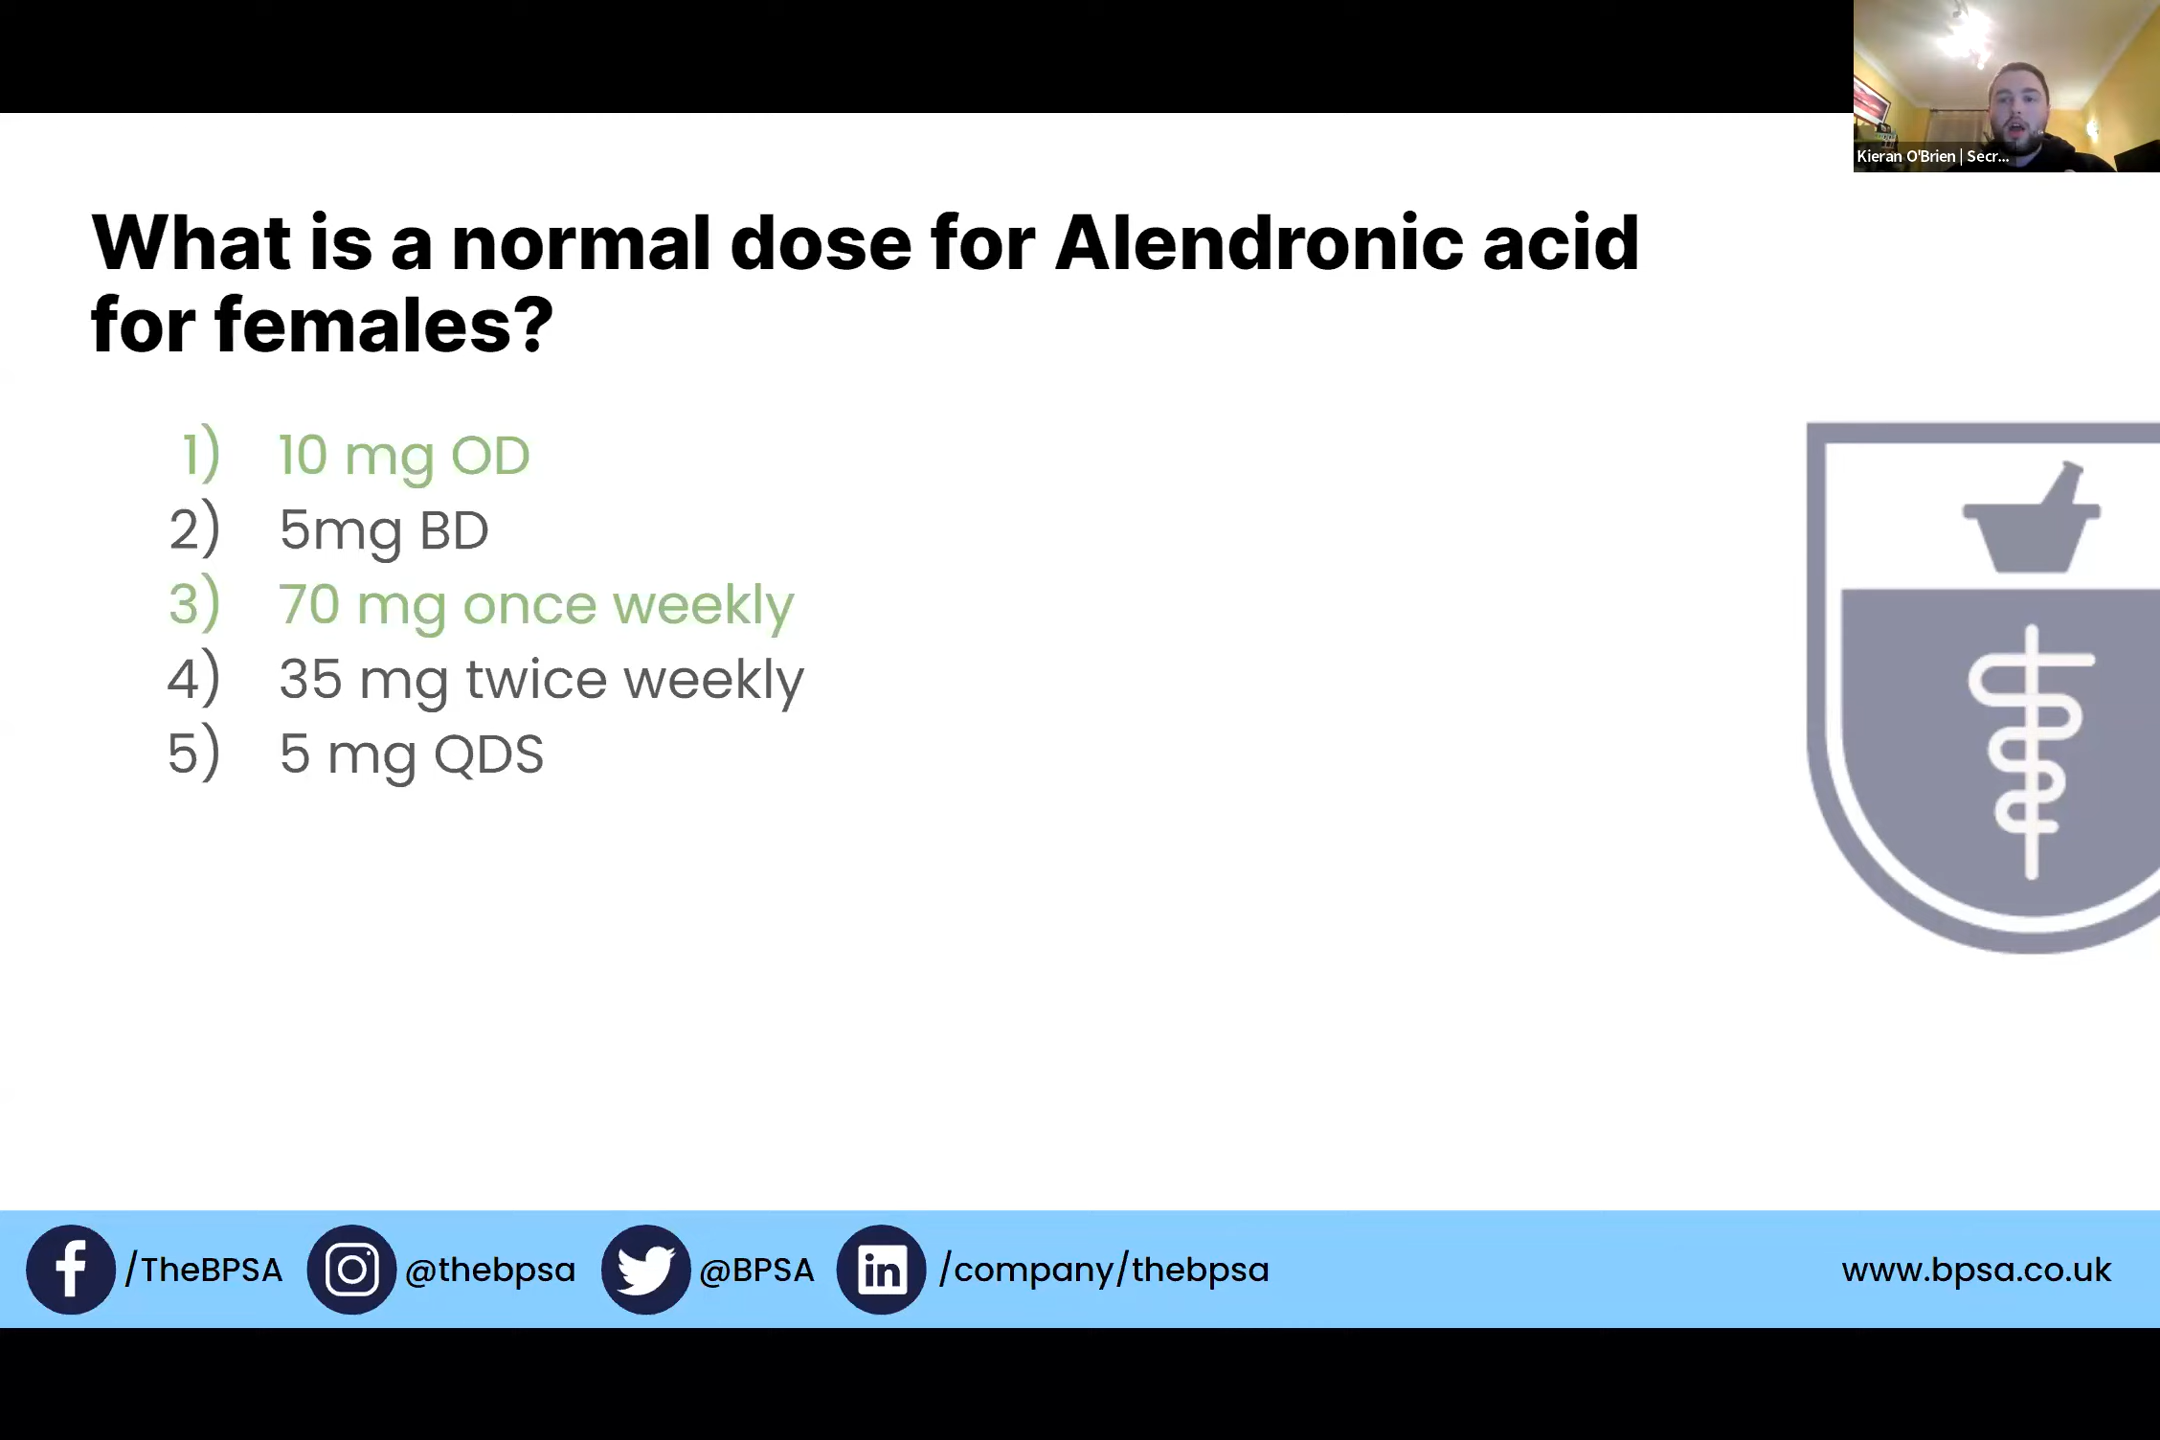 Kieran O'Brien | Secr...
What is a normal dose for Alendronic acid
for females?
1) 10 mg OD
2) 5mg BD
3) 70 mg once weekly
4) 35 mg twice weekly
5) 5 mg QDS
/TheBPSA @thebpsa @BPSA /company/thebpsa www.bpsa.co.uk